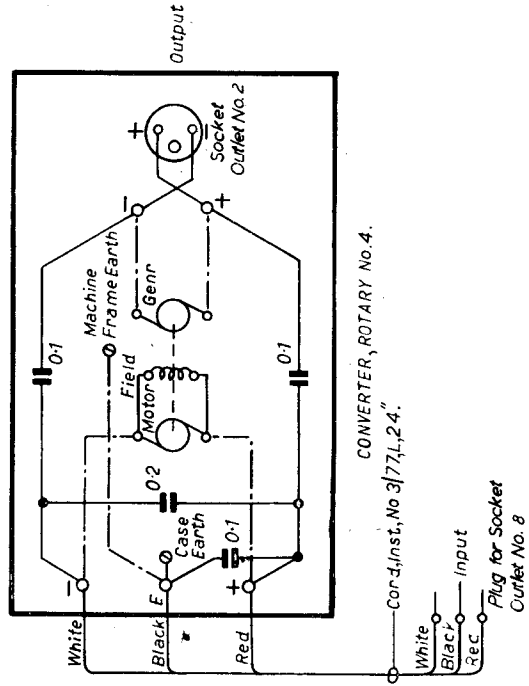 Output
+
−
Socket
Outlet No. 2
−
+
Machine
Frame Earth
Genr
Field
Motor
0·1
0·1
0·2
Case
Earth
0·1
−
E
+
White
Black
Red
CONVERTER, ROTARY No. 4.
Cord, Inst, No 3/77, L, 24"
White
Black
Rec
Input
Plug for Socket
Outlet No. 8